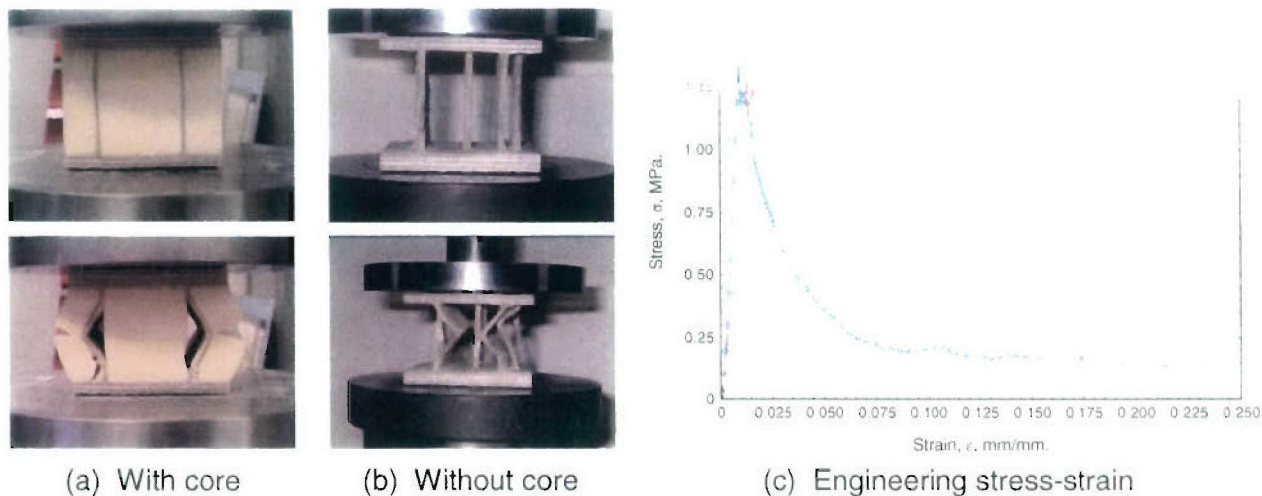 1.00
0.75
0.50
0.25
0
Stress, σ, MPa.
0 0.025 0.050 0.075 0.100 0.125 0.150 0.175 0.200 0.225 0.250
Strain, ε, mm/mm.
(a) With core
(b) Without core
(c) Engineering stress-strain